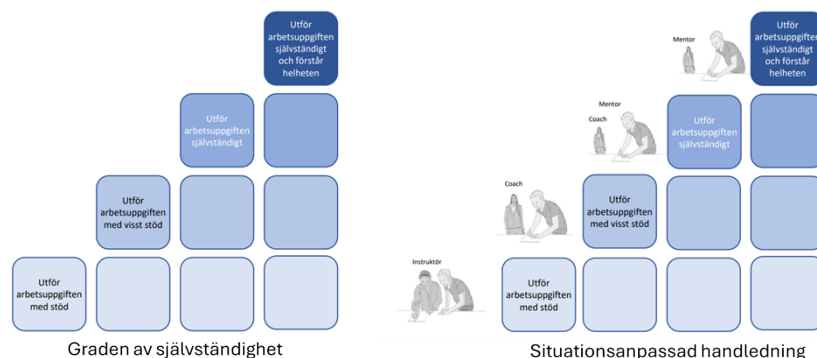 Utför
arbetsuppgiften
självständigt
och förstår
helheten
Utför
arbetsuppgiften
självständigt
Utför
arbetsuppgiften
med visst stöd
Utför
arbetsuppgiften
med stöd
Graden av självständighet
Mentor
Utför
arbetsuppgiften
självständigt
och förstår
helheten
Mentor
Coach
Utför
arbetsuppgiften
självständigt
Coach
Utför
arbetsuppgiften
med visst stöd
Instruktör
Utför
arbetsuppgiften
med stöd
Situationsanpassad handledning